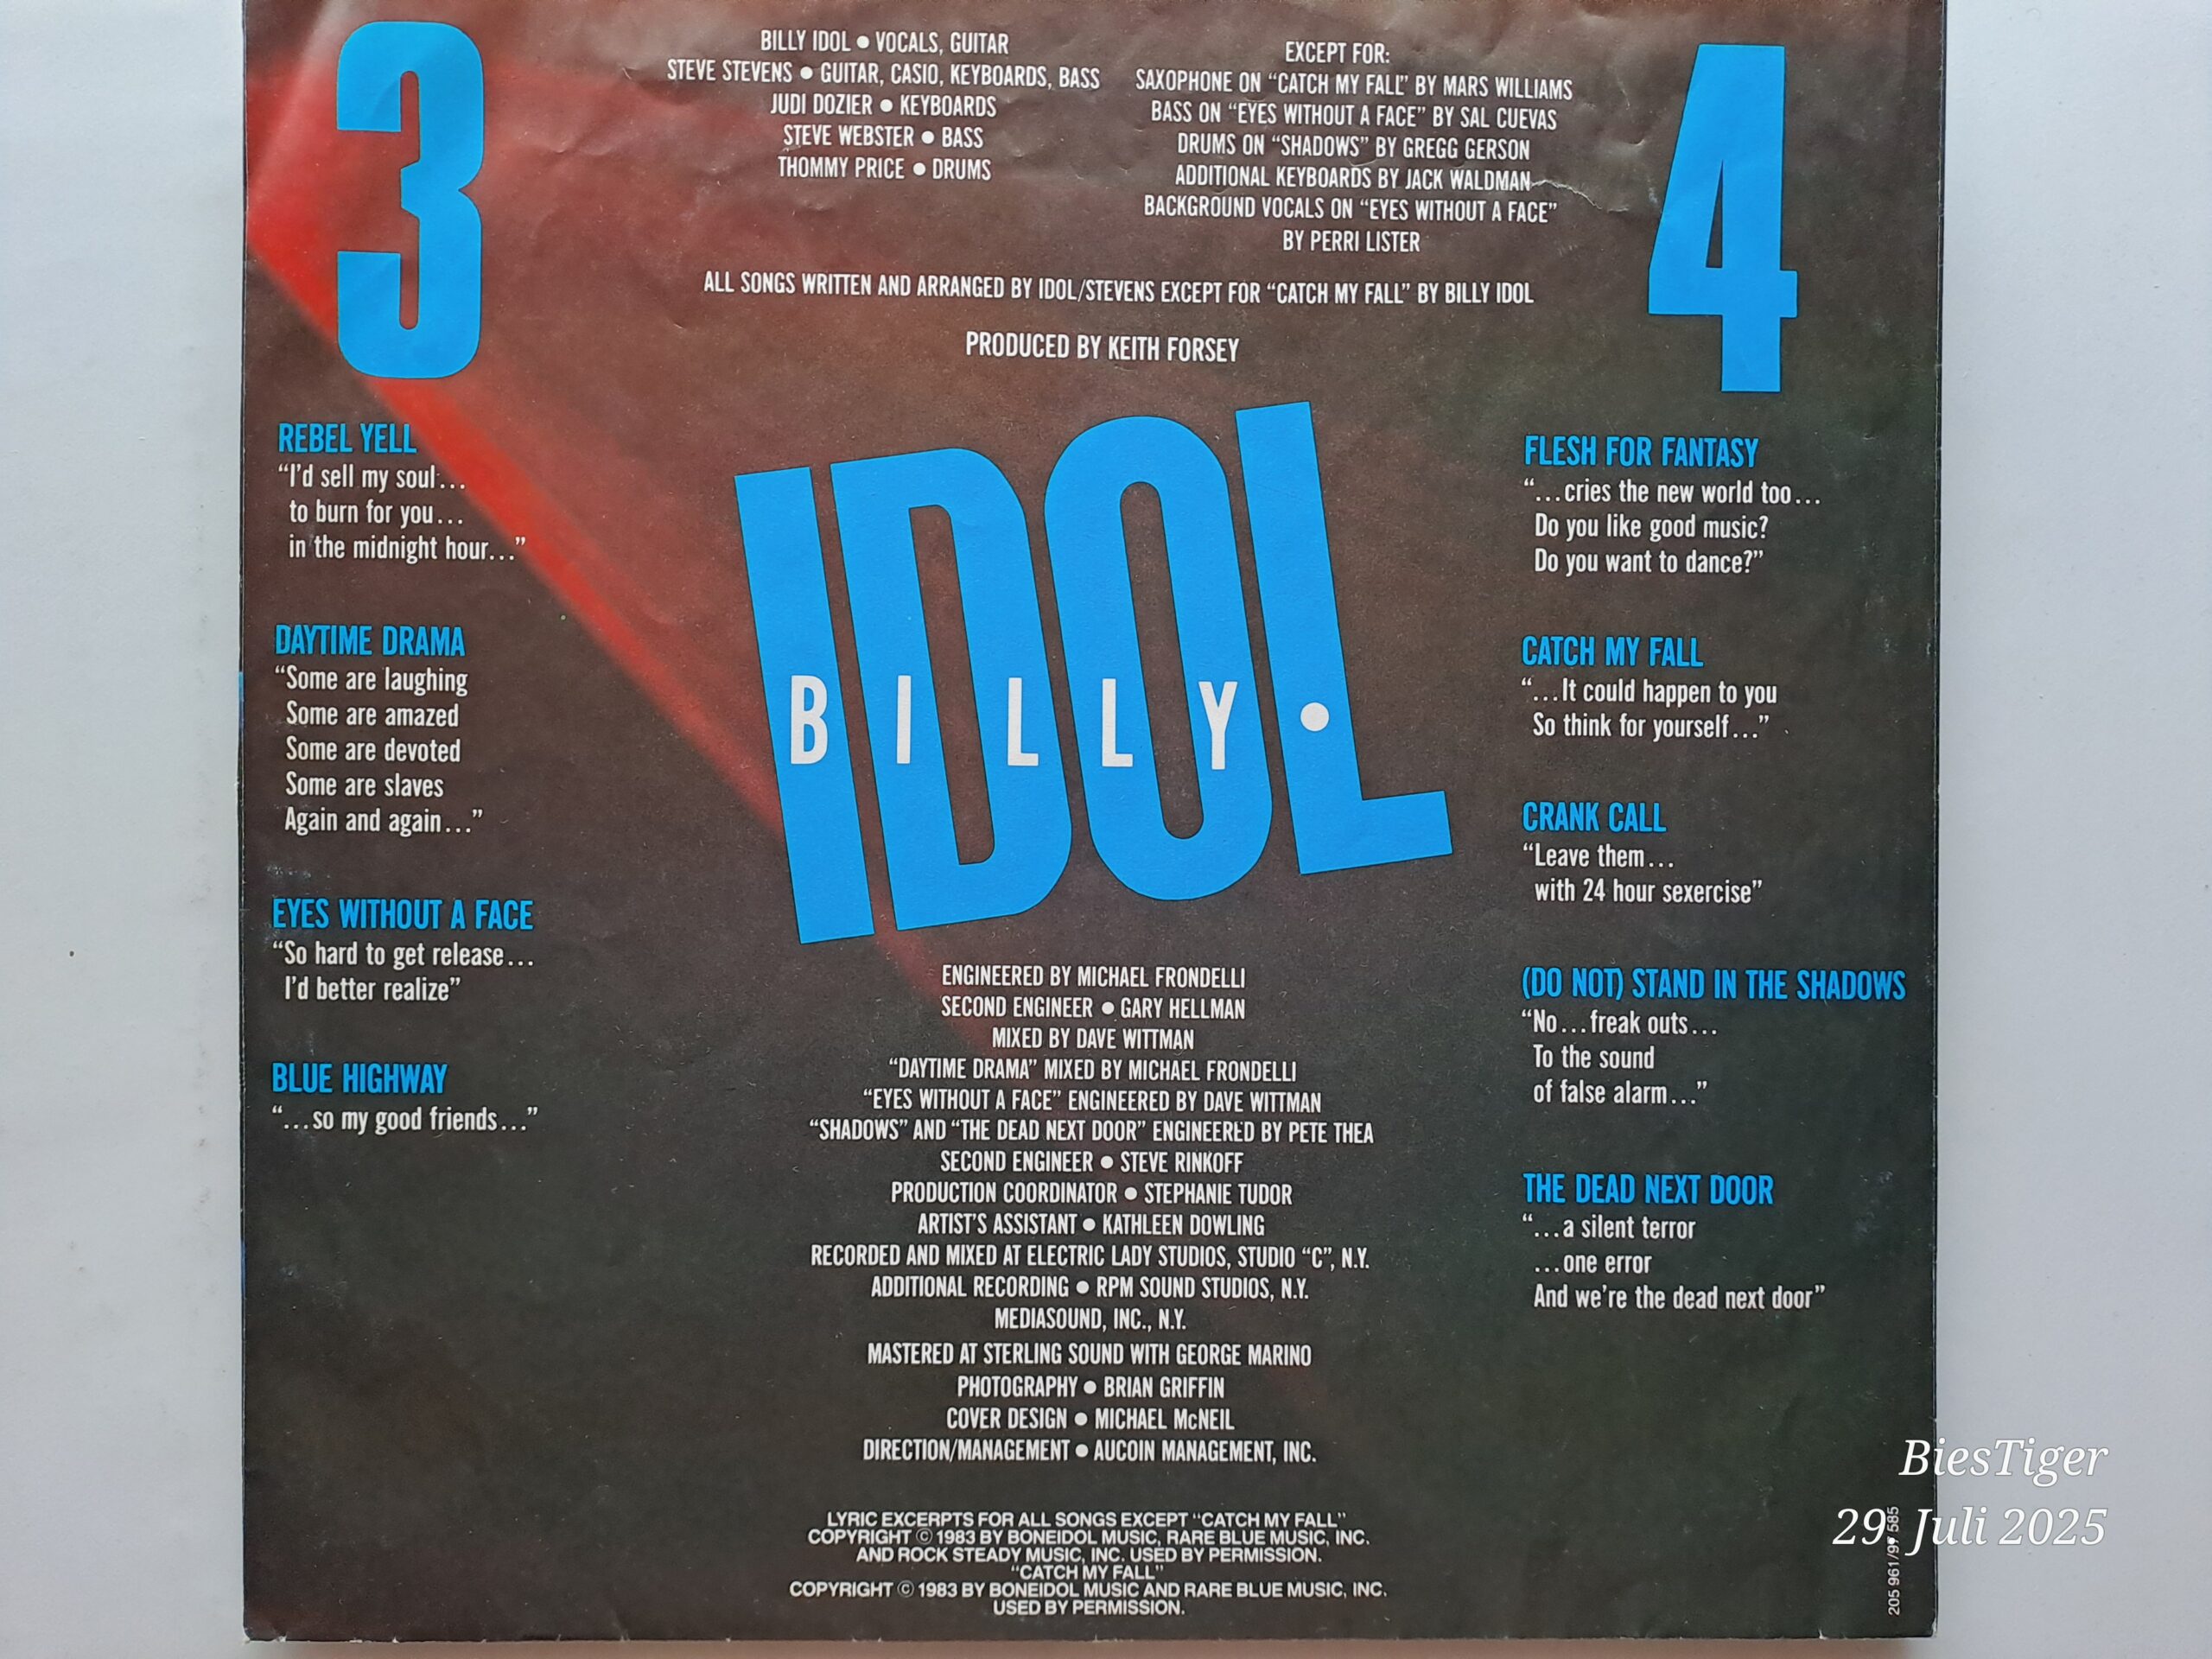 3
BILLY IDOL ● VOCALS, GUITAR
STEVE STEVENS ● GUITAR, CASIO, KEYBOARDS, BASS
JUDI DOZIER ● KEYBOARDS
STEVE WEBSTER ● BASS
THOMMY PRICE ● DRUMS
EXCEPT FOR:
SAXOPHONE ON “CATCH MY FALL” BY MARS WILLIAMS
BASS ON “EYES WITHOUT A FACE” BY SAL CUEVAS
DRUMS ON “SHADOWS” BY GREGG GERSON
ADDITIONAL KEYBOARDS BY JACK WALDMAN
BACKGROUND VOCALS ON “EYES WITHOUT A FACE”
BY PERRI LISTER
4
ALL SONGS WRITTEN AND ARRANGED BY IDOL/STEVENS EXCEPT FOR “CATCH MY FALL” BY BILLY IDOL
PRODUCED BY KEITH FORSEY
REBEL YELL
“I’d sell my soul...
to burn for you...
in the midnight hour...”
DAYTIME DRAMA
“Some are laughing
Some are amazed
Some are devoted
Some are slaves
Again and again...”
EYES WITHOUT A FACE
“So hard to get release...
I’d better realize”
BLUE HIGHWAY
“...so my good friends...”
IDOL
BILLY•
ENGINEERED BY MICHAEL FRONDELLI
SECOND ENGINEER ● GARY HELLMAN
MIXED BY DAVE WITTMAN
“DAYTIME DRAMA” MIXED BY MICHAEL FRONDELLI
“EYES WITHOUT A FACE” ENGINEERED BY DAVE WITTMAN
“SHADOWS” AND “THE DEAD NEXT DOOR” ENGINEERED BY PETE THEA
SECOND ENGINEER ● STEVE RINKOFF
PRODUCTION COORDINATOR ● STEPHANIE TUDOR
ARTIST’S ASSISTANT ● KATHLEEN DOWLING
RECORDED AND MIXED AT ELECTRIC LADY STUDIOS, STUDIO “C”, N.Y.
ADDITIONAL RECORDING ● RPM SOUND STUDIOS, N.Y.
MEDIASOUND, INC., N.Y.
MASTERED AT STERLING SOUND WITH GEORGE MARINO
PHOTOGRAPHY ● BRIAN GRIFFIN
COVER DESIGN ● MICHAEL McNEIL
DIRECTION/MANAGEMENT ● AUCOIN MANAGEMENT, INC.
FLESH FOR FANTASY
“...cries the new world too...
Do you like good music?
Do you want to dance?”
CATCH MY FALL
“...It could happen to you
So think for yourself...”
CRANK CALL
“Leave them...
with 24 hour sexercise”
(DO NOT) STAND IN THE SHADOWS
“No...freak outs...
To the sound
of false alarm...”
THE DEAD NEXT DOOR
“...a silent terror
...one error
And we’re the dead next door”
LYRIC EXCERPTS FOR ALL SONGS EXCEPT “CATCH MY FALL”
COPYRIGHT © 1983 BY BONEIDOL MUSIC, RARE BLUE MUSIC, INC.
AND ROCK STEADY MUSIC, INC. USED BY PERMISSION.
“CATCH MY FALL”
COPYRIGHT © 1983 BY BONEIDOL MUSIC AND RARE BLUE MUSIC, INC.
USED BY PERMISSION.
BiesTiger
29. Juli 2025
205 961
585